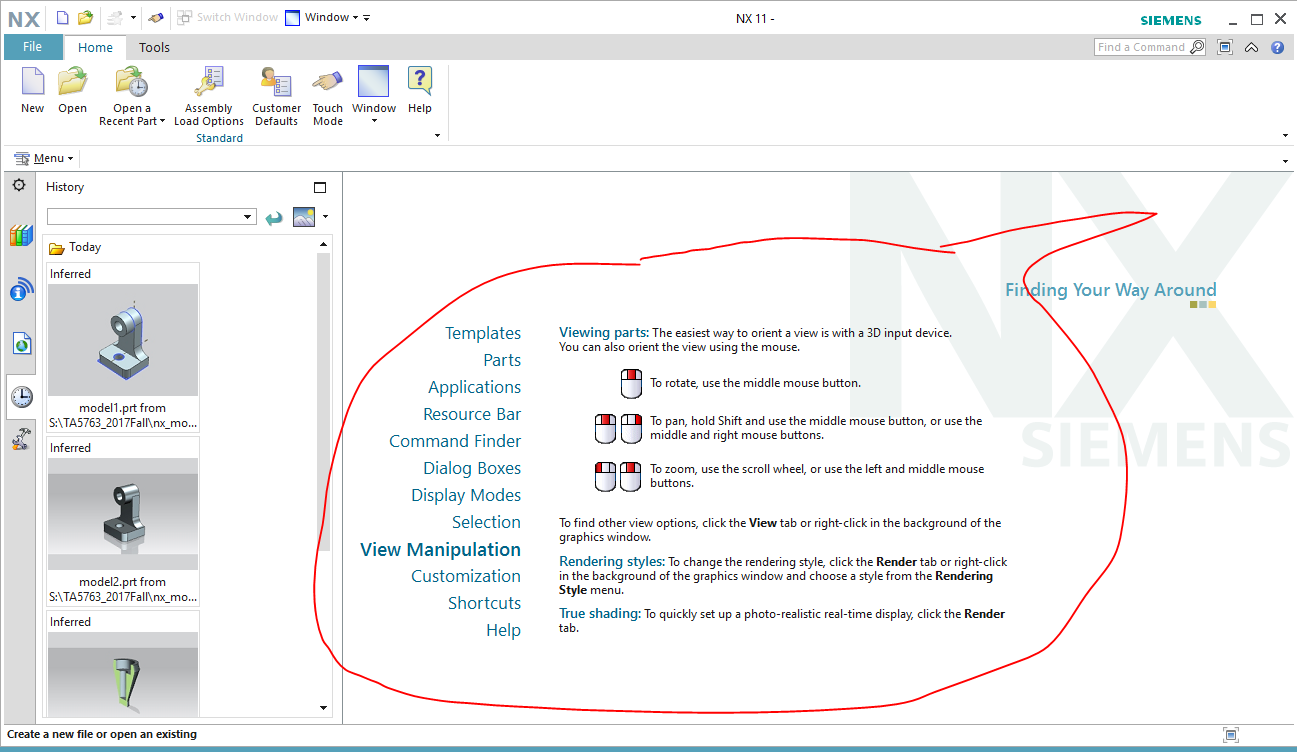 NX Switch Window Window NX 11 - SIEMENS
File Home Tools Find a Command
New Open Open a Recent Part Assembly Load Options Customer Defaults Touch Mode Window Help
Standard
Menu
History
Today
Inferred
model1.prt from
S:\TA5763_2017Fall\nx_mo...
Inferred
model2.prt from
S:\TA5763_2017Fall\nx_mo...
Inferred
NX
SIEMENS
Finding Your Way Around
Templates
Parts
Applications
Resource Bar
Command Finder
Dialog Boxes
Display Modes
Selection
View Manipulation
Customization
Shortcuts
Help
Viewing parts: The easiest way to orient a view is with a 3D input device.
You can also orient the view using the mouse.
To rotate, use the middle mouse button.
To pan, hold Shift and use the middle mouse button, or use the
middle and right mouse buttons.
To zoom, use the scroll wheel, or use the left and middle mouse
buttons.
To find other view options, click the View tab or right-click in the background of the
graphics window.
Rendering styles: To change the rendering style, click the Render tab or right-click
in the background of the graphics window and choose a style from the Rendering
Style menu.
True shading: To quickly set up a photo-realistic real-time display, click the Render
tab.
Create a new file or open an existing